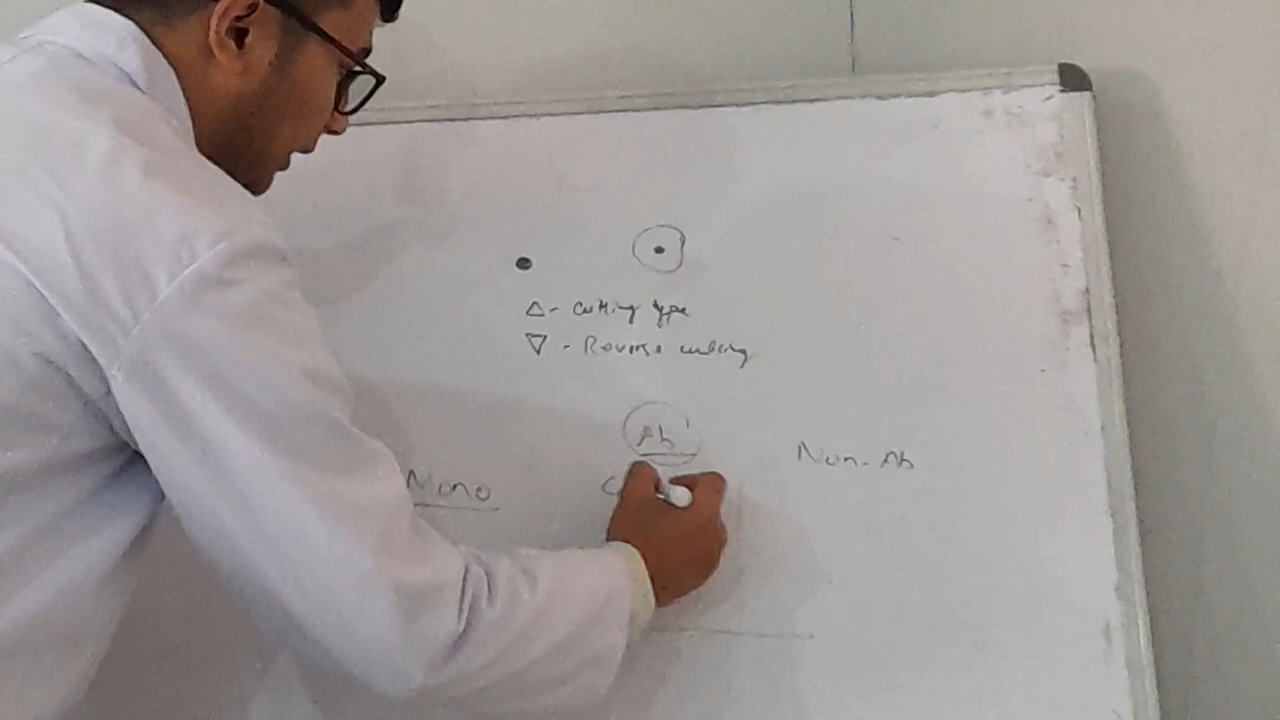 △- Cutting type
▽ - Reverse cutting
Ab'
Non-Ab
Mono
C